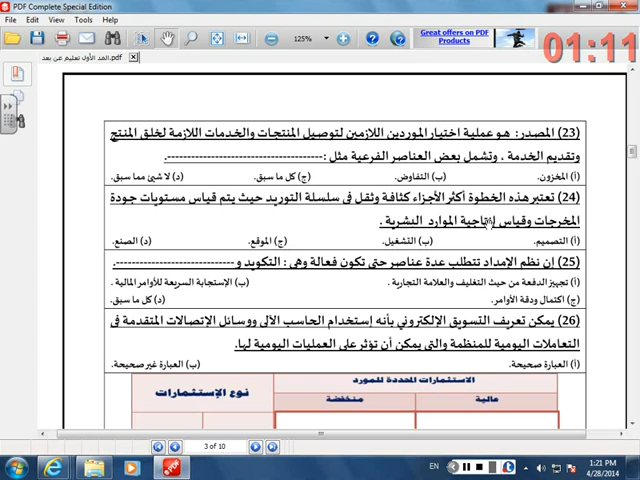 PDF Complete Special Edition
File Edit View Tools Help
125%
Great offers on PDF Products
01:11
المد الأول تعليم عن بعد.pdf
(23) المصدر: هو عملية اختيار الموردين اللازمين لتوصيل المنتجات والخدمات اللازمة لخلق المنتج
وتقديم الخدمة ، وتشمل بعض العناصر الفرعية مثل :-----------------------------.
(أ) المخزون. (ب) التفاوض. (ج) كل ما سبق. (د) لا شئ مما سبق.
(24) تعتبر هذه الخطوة أكثر الأجزاء كثافة وثقل في سلسلة التوريد حيث يتم قياس مستويات جودة
المخرجات وقياس إنتاجية الموارد البشرية .
(أ) التصميم. (ب) التشغيل. (ج) الموقع. (د) الصنع.
(25) إن نظم الإمداد تتطلب عدة عناصر حتى تكون فعالة وهي : التكويد و -----------------------.
(أ) تجهيز الدفعة من حيث التغليف والعلامة التجارية . (ب) الإستجابة السريعة للأوامر المالية .
(ج) اكتمال ودقة الأوامر. (د) كل ما سبق.
(26) يمكن تعريف التسويق الإلكتروني بأنه إستخدام الحاسب الآلي ووسائل الإتصالات المتقدمة في
التعاملات اليومية للمنظمة والتي يمكن أن تؤثر على العمليات اليومية لها.
(أ) العبارة صحيحة. (ب) العبارة غير صحيحة.
الاستثمارات المحددة للمورد
نوع الإستثمارات
عالية منخفضة
3 of 10
EN
1:21 PM
4/28/2014